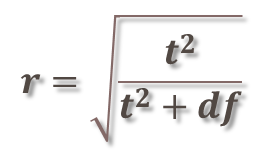 r = √(t² / (t² + df))